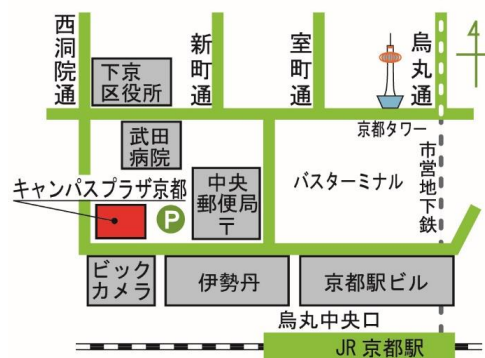 西洞院通
新町通
室町通
烏丸通
4
下京
区役所
京都タワー
武田
病院
市営地下鉄
キャンパスプラザ京都
中央
郵便局
〒
バスターミナル
P
ビック
カメラ
伊勢丹
京都駅ビル
烏丸中央口
JR 京都駅